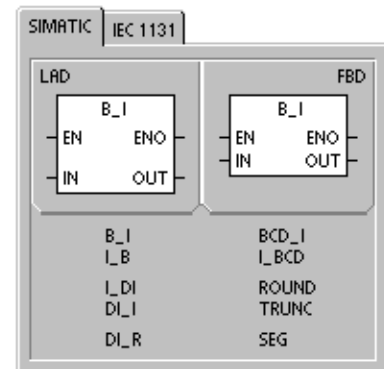 SIMATIC IEC 1131
LAD FBD
B_I B_I
EN ENO EN ENO
IN OUT IN OUT
B_I BCD_I
I_B I_BCD
I_DI ROUND
DI_I TRUNC
DI_R SEG